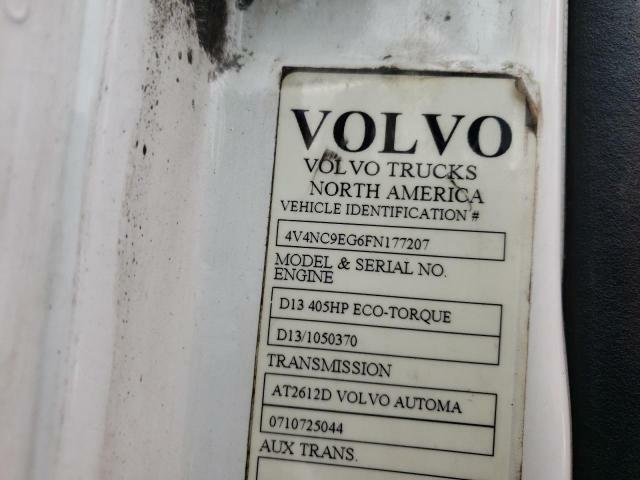 VOLVO
VOLVO TRUCKS
NORTH AMERICA
VEHICLE IDENTIFICATION #
4V4NC9EG6FN177207
MODEL & SERIAL NO.
ENGINE
D13 405HP ECO-TORQUE
D13/1050370
TRANSMISSION
AT2612D VOLVO AUTOMA
0710725044
AUX TRANS.